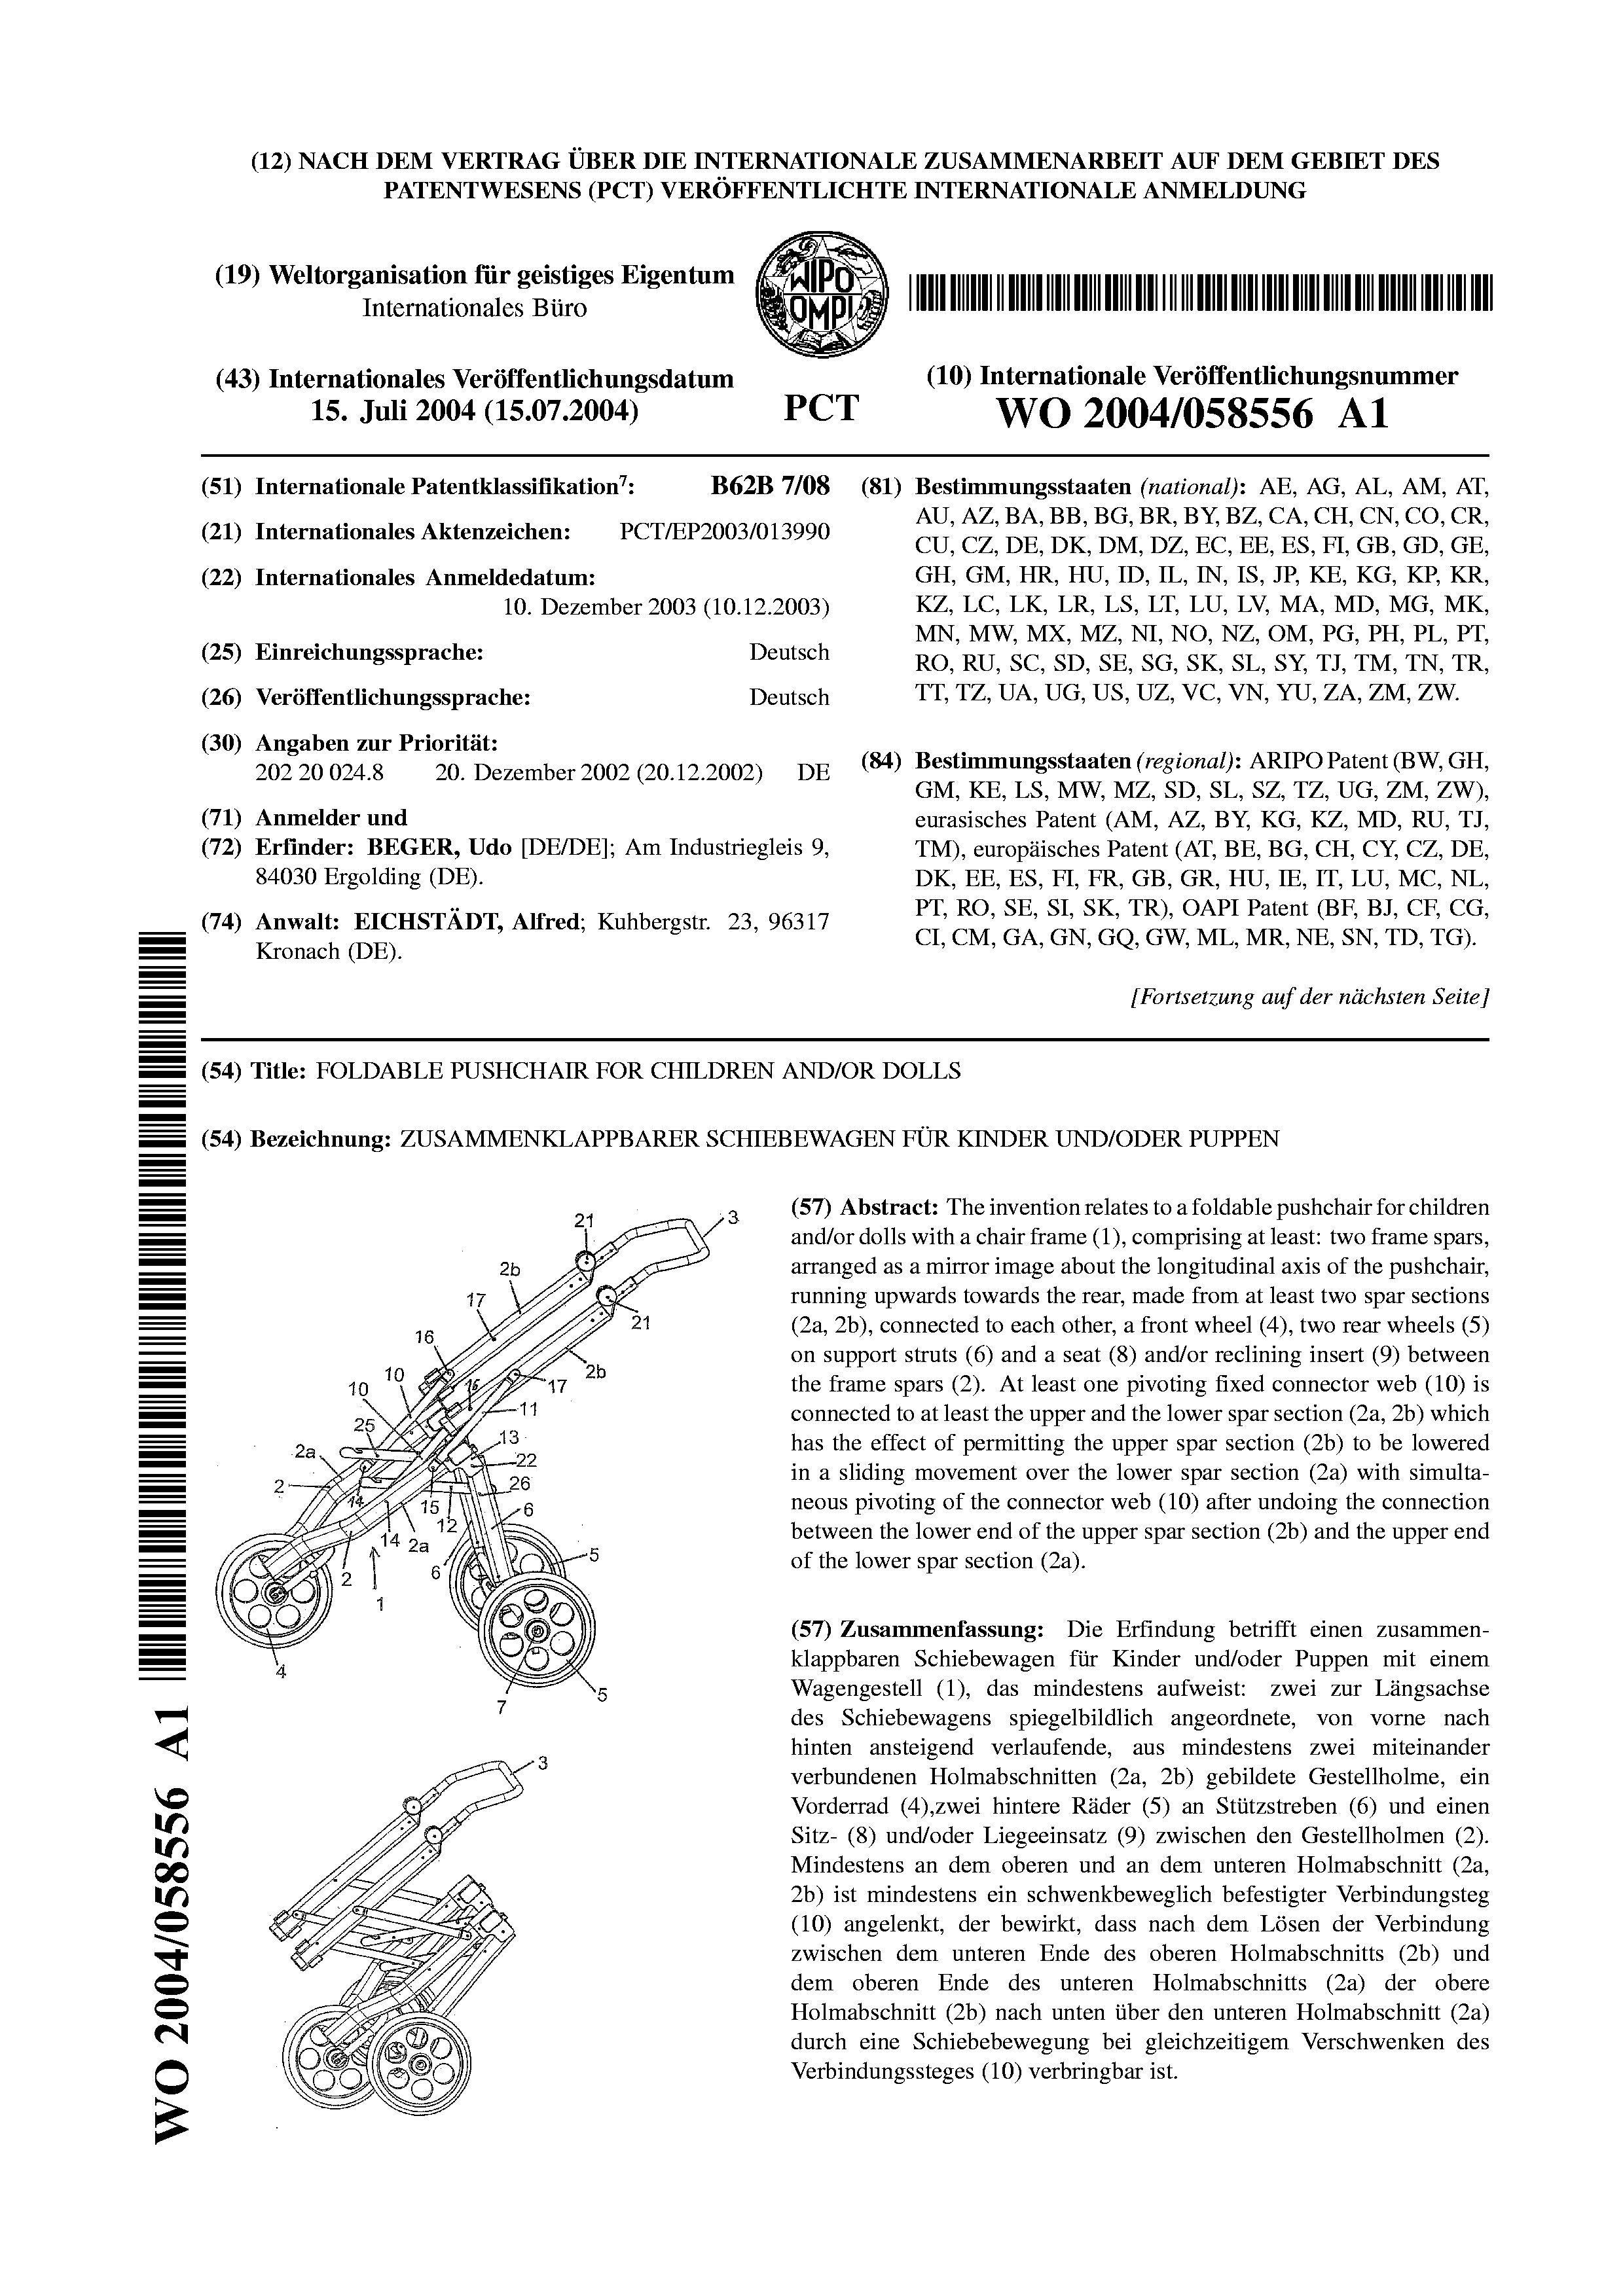 (12) NACH DEM VERTRAG ÜBER DIE INTERNATIONALE ZUSAMMENARBEIT AUF DEM GEBIET DES
PATENTWESENS (PCT) VERÖFFENTLICHTE INTERNATIONALE ANMELDUNG
(19) Weltorganisation für geistiges Eigentum
Internationales Büro
WIPO
OMPI
(43) Internationales Veröffentlichungsdatum
15. Juli 2004 (15.07.2004)
PCT
(10) Internationale Veröffentlichungsnummer
WO 2004/058556 A1
(51) Internationale Patentklassifikation7: B62B 7/08
(21) Internationales Aktenzeichen: PCT/EP2003/013990
(22) Internationales Anmeldedatum:
10. Dezember 2003 (10.12.2003)
(25) Einreichungssprache: Deutsch
(26) Veröffentlichungssprache: Deutsch
(30) Angaben zur Priorität:
202 20 024.8 20. Dezember 2002 (20.12.2002) DE
(71) Anmelder und
(72) Erfinder: BEGER, Udo [DE/DE]; Am Industriegleis 9,
84030 Ergolding (DE).
(74) Anwalt: EICHSTÄDT, Alfred; Kuhbergstr. 23, 96317
Kronach (DE).
(81) Bestimmungsstaaten (national): AE, AG, AL, AM, AT,
AU, AZ, BA, BB, BG, BR, BY, BZ, CA, CH, CN, CO, CR,
CU, CZ, DE, DK, DM, DZ, EC, EE, ES, FI, GB, GD, GE,
GH, GM, HR, HU, ID, IL, IN, IS, JP, KE, KG, KP, KR,
KZ, LC, LK, LR, LS, LT, LU, LV, MA, MD, MG, MK,
MN, MW, MX, MZ, NI, NO, NZ, OM, PG, PH, PL, PT,
RO, RU, SC, SD, SE, SG, SK, SL, SY, TJ, TM, TN, TR,
TT, TZ, UA, UG, US, UZ, VC, VN, YU, ZA, ZM, ZW.
(84) Bestimmungsstaaten (regional): ARIPO Patent (BW, GH,
GM, KE, LS, MW, MZ, SD, SL, SZ, TZ, UG, ZM, ZW),
eurasisches Patent (AM, AZ, BY, KG, KZ, MD, RU, TJ,
TM), europäisches Patent (AT, BE, BG, CH, CY, CZ, DE,
DK, EE, ES, FI, FR, GB, GR, HU, IE, IT, LU, MC, NL,
PT, RO, SE, SI, SK, TR), OAPI Patent (BF, BJ, CF, CG,
CI, CM, GA, GN, GQ, GW, ML, MR, NE, SN, TD, TG).
[Fortsetzung auf der nächsten Seite]
(54) Title: FOLDABLE PUSHCHAIR FOR CHILDREN AND/OR DOLLS
(54) Bezeichnung: ZUSAMMENKLAPPBARER SCHIEBEWAGEN FÜR KINDER UND/ODER PUPPEN
21
3
2b
17
21
16
2b
10
16
17
10
11
25
13
2a
22
2
26
14
15
6
12
14
2a
5
6
2
1
4
5
7
3
(57) Abstract: The invention relates to a foldable pushchair for children
and/or dolls with a chair frame (1), comprising at least: two frame spars,
arranged as a mirror image about the longitudinal axis of the pushchair,
running upwards towards the rear, made from at least two spar sections
(2a, 2b), connected to each other, a front wheel (4), two rear wheels (5)
on support struts (6) and a seat (8) and/or reclining insert (9) between
the frame spars (2). At least one pivoting fixed connector web (10) is
connected to at least the upper and the lower spar section (2a, 2b) which
has the effect of permitting the upper spar section (2b) to be lowered
in a sliding movement over the lower spar section (2a) with simulta-
neous pivoting of the connector web (10) after undoing the connection
between the lower end of the upper spar section (2b) and the upper end
of the lower spar section (2a).
(57) Zusammenfassung: Die Erfindung betrifft einen zusammen-
klappbaren Schiebewagen für Kinder und/oder Puppen mit einem
Wagengestell (1), das mindestens aufweist: zwei zur Längsachse
des Schiebewagens spiegelbildlich angeordnete, von vorne nach
hinten ansteigend verlaufende, aus mindestens zwei miteinander
verbundenen Holmabschnitten (2a, 2b) gebildete Gestellholme, ein
Vorderrad (4),zwei hintere Räder (5) an Stützstreben (6) und einen
Sitz- (8) und/oder Liegeeinsatz (9) zwischen den Gestellholmen (2).
Mindestens an dem oberen und an dem unteren Holmabschnitt (2a,
2b) ist mindestens ein schwenkbeweglich befestigter Verbindungsteg
(10) angelenkt, der bewirkt, dass nach dem Lösen der Verbindung
zwischen dem unteren Ende des oberen Holmabschnitts (2b) und
dem oberen Ende des unteren Holmabschnitts (2a) der obere
Holmabschnitt (2b) nach unten über den unteren Holmabschnitt (2a)
durch eine Schiebebewegung bei gleichzeitigem Verschwenken des
Verbindungssteges (10) verbringbar ist.
WO 2004/058556 A1